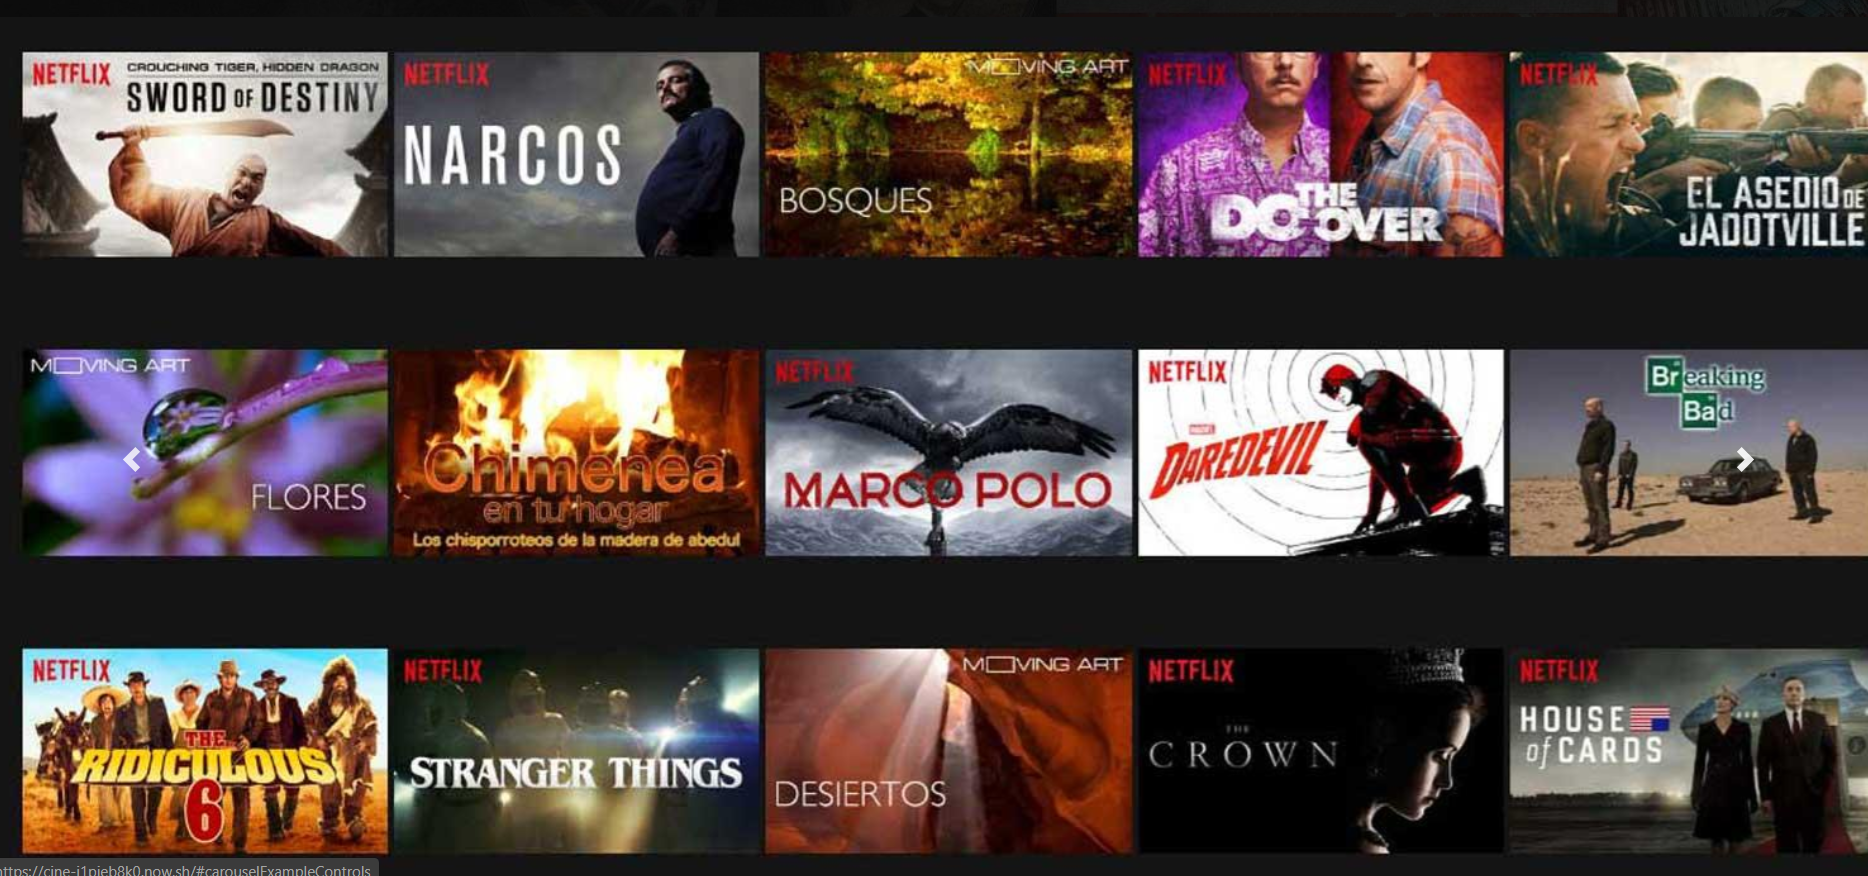 NETFLIX
CROUCHING TIGER, HIDDEN DRAGON
SWORD OF DESTINY
NETFLIX
NARCOS
MOVING ART
BOSQUES
NETFLIX
THE
DO-OVER
NETFLIX
EL ASEDIO DE
JADOTVILLE
MOVING ART
FLORES
Chimenea
en tu hogar
Los chisporroteos de la madera de abedul
NETFLIX
MARCO POLO
NETFLIX
MARVEL
DAREDEVIL
Breaking
Bad
NETFLIX
THE
RIDICULOUS
6
NETFLIX
STRANGER THINGS
MOVING ART
DESIERTOS
NETFLIX
THE
CROWN
NETFLIX
HOUSE
of CARDS
https://cine-i1pieb8k0.now.sh/#carouselExampleControls